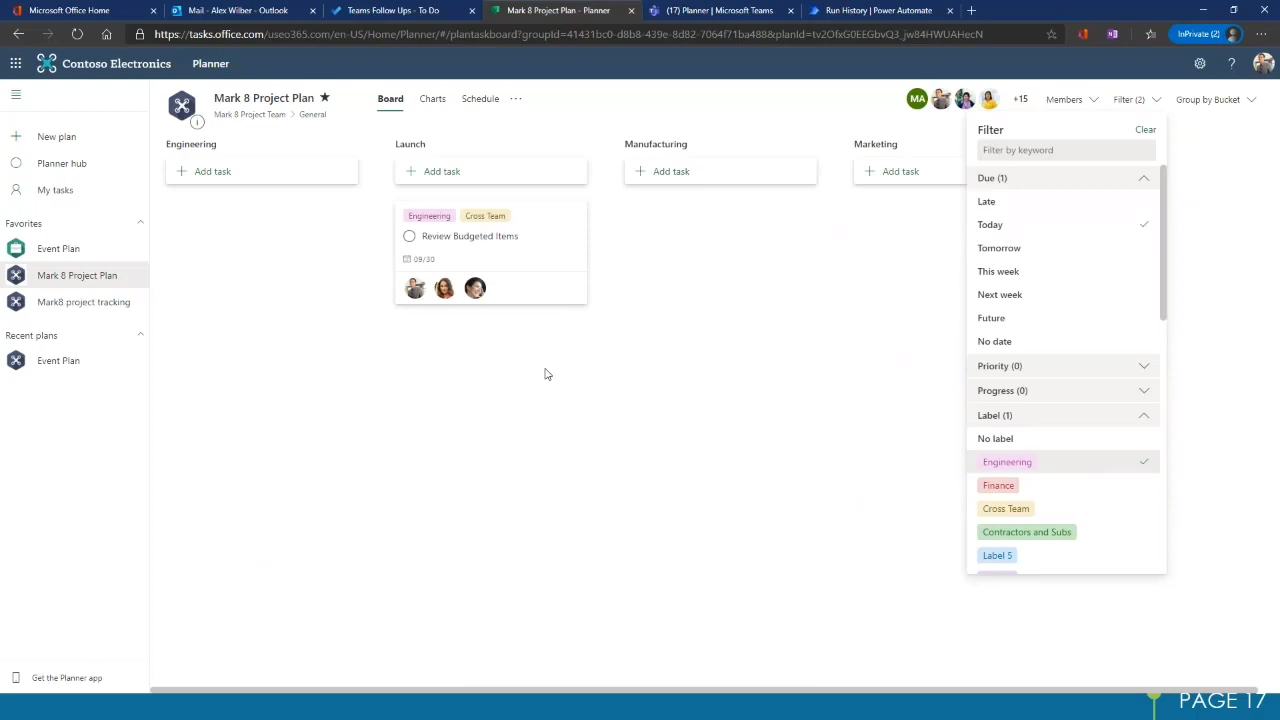 Microsoft Office Home
Mail - Alex Wilber - Outlook
Teams Follow Ups - To Do
Mark 8 Project Plan - Planner
(17) Planner | Microsoft Teams
Run History | Power Automate
https://tasks.office.com/useo365.com/en-US/Home/Planner/#/plantaskboard?groupId=41431bc0-d8b8-439e-8d82-7064f71ba488&planId=tv2OfxG0EEGbvQ3_jw84HWUAHecN
InPrivate (2)
Contoso Electronics
Planner
New plan
Planner hub
My tasks
Favorites
Event Plan
Mark 8 Project Plan
Mark8 project tracking
Recent plans
Event Plan
Get the Planner app
Mark 8 Project Plan
Mark 8 Project Team > General
Board
Charts
Schedule
MA
+15
Members
Filter (2)
Group by Bucket
Engineering
Add task
Launch
Add task
Engineering
Cross Team
Review Budgeted Items
09/30
Manufacturing
Add task
Marketing
Add task
Filter
Clear
Filter by keyword
Due (1)
Late
Today
Tomorrow
This week
Next week
Future
No date
Priority (0)
Progress (0)
Label (1)
No label
Engineering
Finance
Cross Team
Contractors and Subs
Label 5
PAGE 17